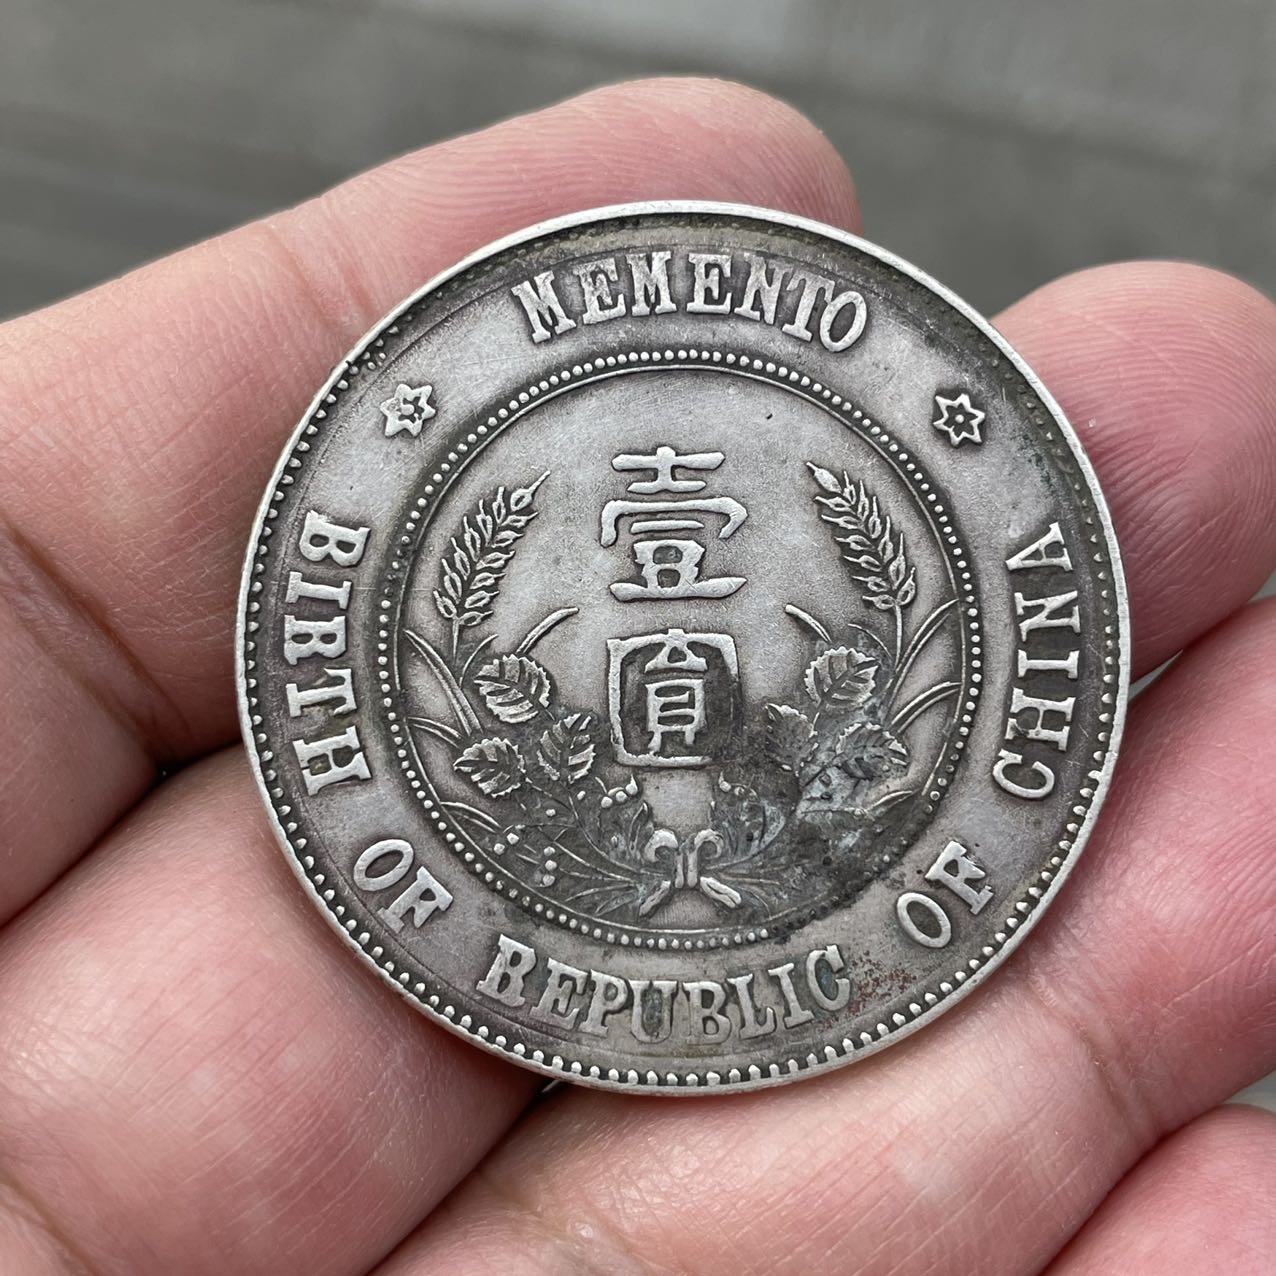 MEMENTO
壹
圓
BIRTH OF REPUBLIC OF CHINA